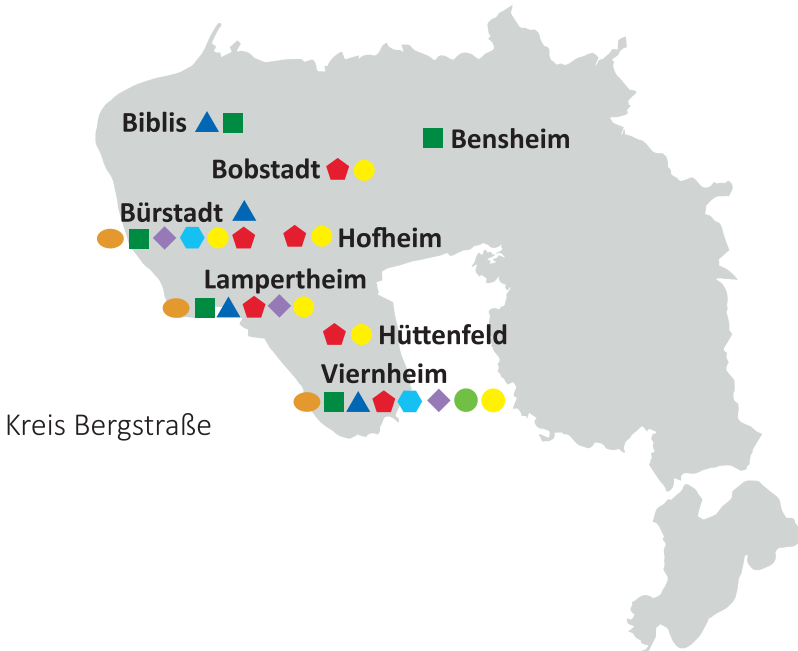 Biblis
Bensheim
Bobstadt
Bürstadt
Hofheim
Lampertheim
Hüttenfeld
Viernheim
Kreis Bergstraße